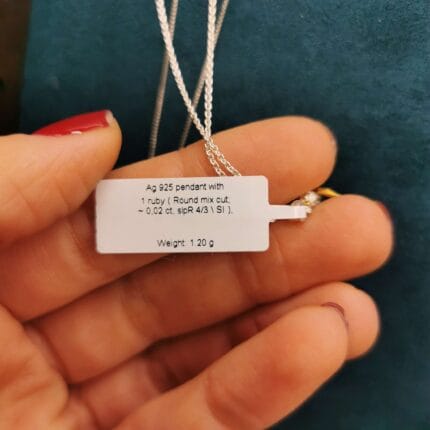 Ag 925 pendant with
1 ruby ( Round mix cut,
~ 0,02 ct, slpR 4/3 \ SI ),
Weight: 1.20 g